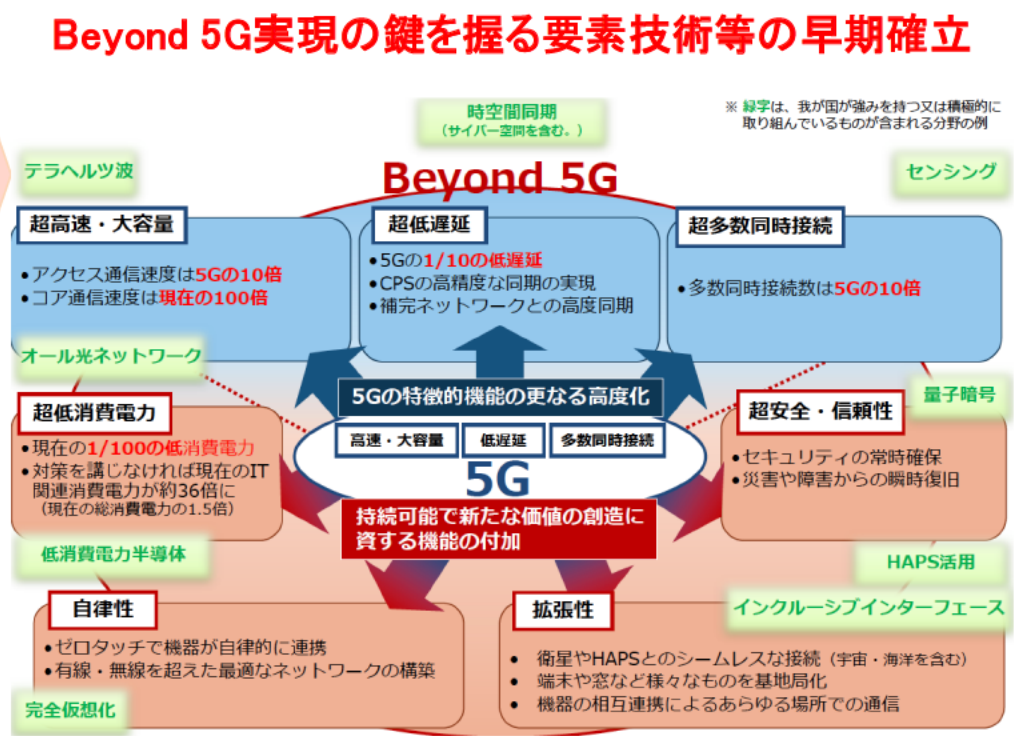 Beyond 5G実現の鍵を握る要素技術等の早期確立
時空間同期
（サイバー空間を含む。）
※ 緑字は、我が国が強みを持つ又は積極的に
取り組んでいるものが含まれる分野の例
テラヘルツ波
Beyond 5G
センシング
超高速・大容量
•アクセス通信速度は5Gの10倍
•コア通信速度は現在の100倍
超低遅延
•5Gの1/10の低遅延
•CPSの高精度な同期の実現
•補完ネットワークとの高度同期
超多数同時接続
•多数同時接続数は5Gの10倍
オール光ネットワーク
5Gの特徴的機能の更なる高度化
量子暗号
超低消費電力
•現在の1/100の低消費電力
•対策を講じなければ現在のIT
関連消費電力が約36倍に
（現在の総消費電力の1.5倍）
高速・大容量
低遅延
多数同時接続
5G
超安全・信頼性
•セキュリティの常時確保
•災害や障害からの瞬時復旧
持続可能で新たな価値の創造に
資する機能の付加
低消費電力半導体
HAPS活用
自律性
•ゼロタッチで機器が自律的に連携
•有線・無線を超えた最適なネットワークの構築
完全仮想化
拡張性
インクルーシブインターフェース
• 衛星やHAPSとのシームレスな接続（宇宙・海洋を含む）
• 端末や窓など様々なものを基地局化
• 機器の相互連携によるあらゆる場所での通信